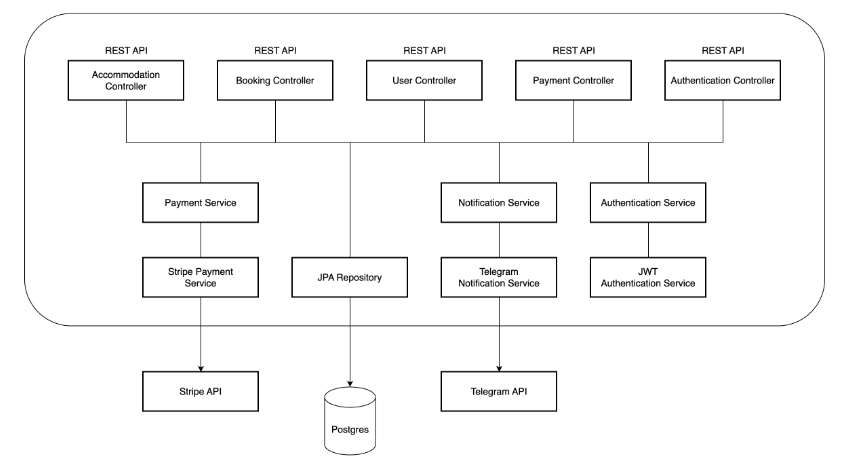 REST API
REST API
REST API
REST API
REST API
Accommodation
Controller
Booking Controller
User Controller
Payment Controller
Authentication Controller
Payment Service
Notification Service
Authentication Service
Stripe Payment
Service
JPA Repository
Telegram
Notification Service
JWT
Authentication Service
Stripe API
Telegram API
Postgres